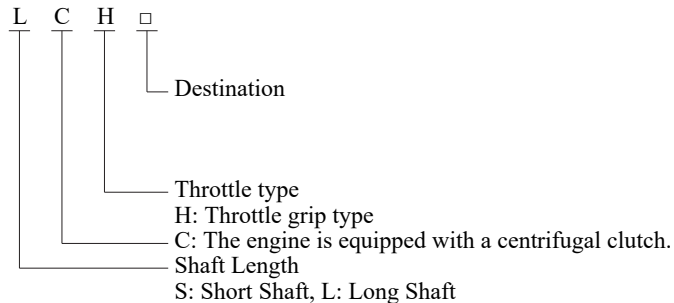 L C H □
Destination
Throttle type
H: Throttle grip type
C: The engine is equipped with a centrifugal clutch.
Shaft Length
S: Short Shaft, L: Long Shaft